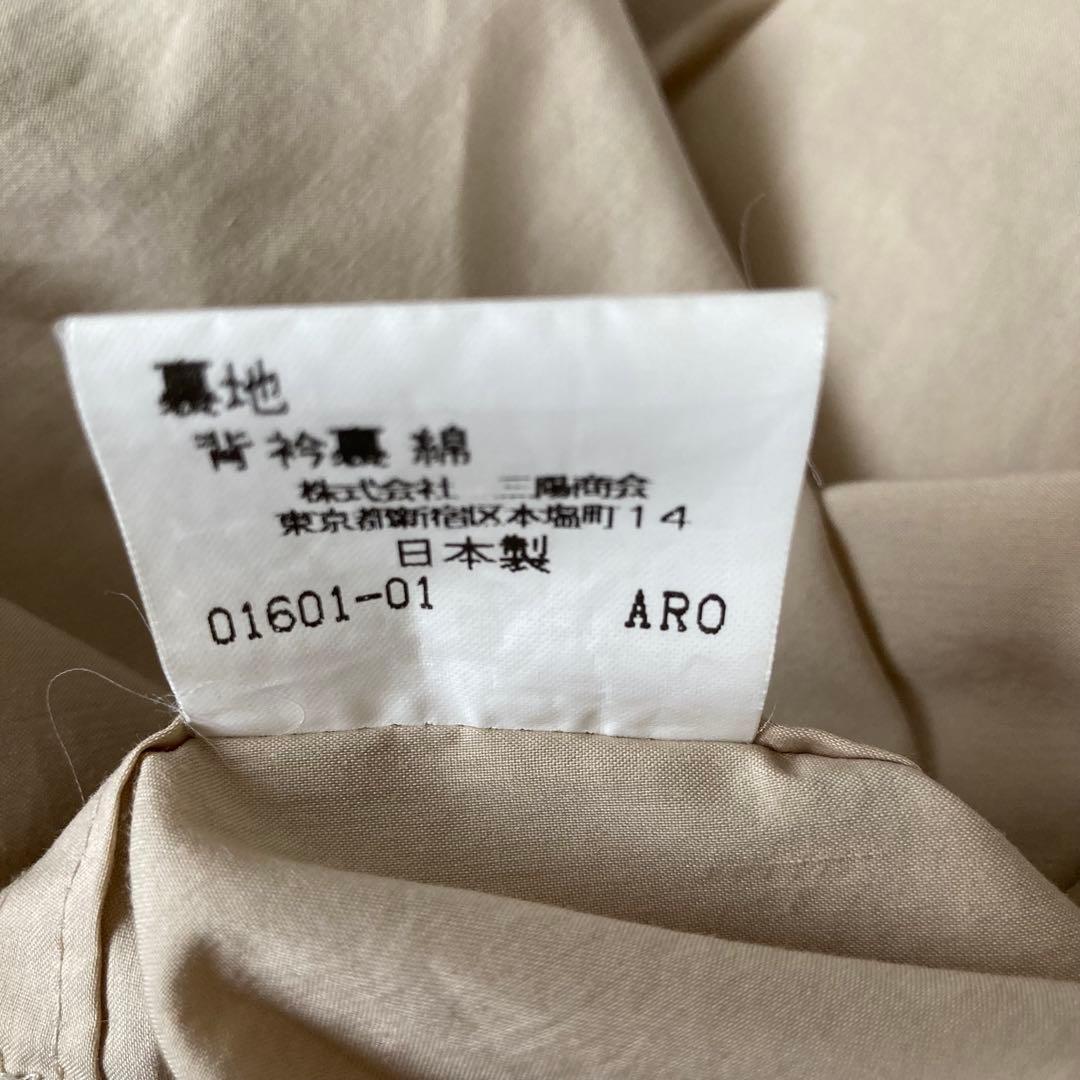 裏地
背衿裏 綿
株式会社 三陽商会
東京都新宿区本塩町14
日本製
01601-01 ARO